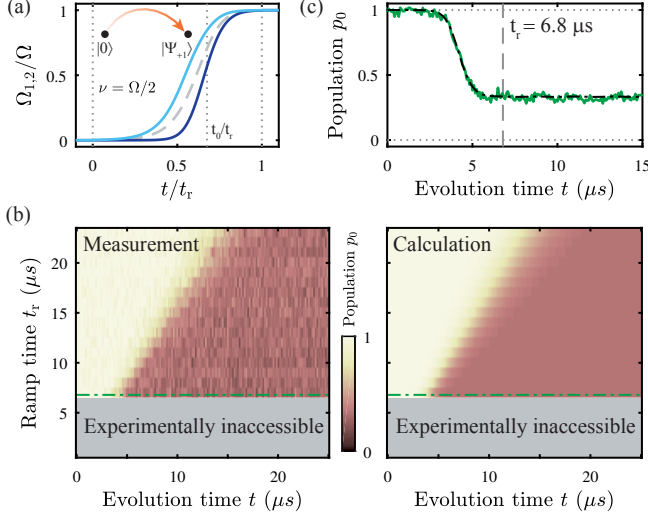 (a)
Ω₁,₂/Ω
1
0.5
0
|0⟩
|Ψ₊₁⟩
ν = Ω/2
t₀/tᵣ
0
0.5
1
t/tᵣ
(c)
Population p₀
1
0.5
0
tᵣ = 6.8 μs
0
5
10
15
Evolution time t (μs)
(b)
Ramp time tᵣ (μs)
20
15
10
5
Measurement
Experimentally inaccessible
0
10
20
Evolution time t (μs)
Population p₀
1
0
Calculation
Experimentally inaccessible
0
10
20
Evolution time t (μs)